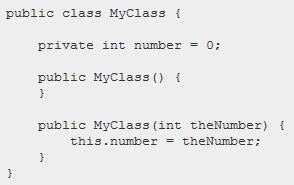 public class MyClass {
    private int number = 0;
    public MyClass() {
    }
    public MyClass(int theNumber) {
        this.number = theNumber;
    }
}